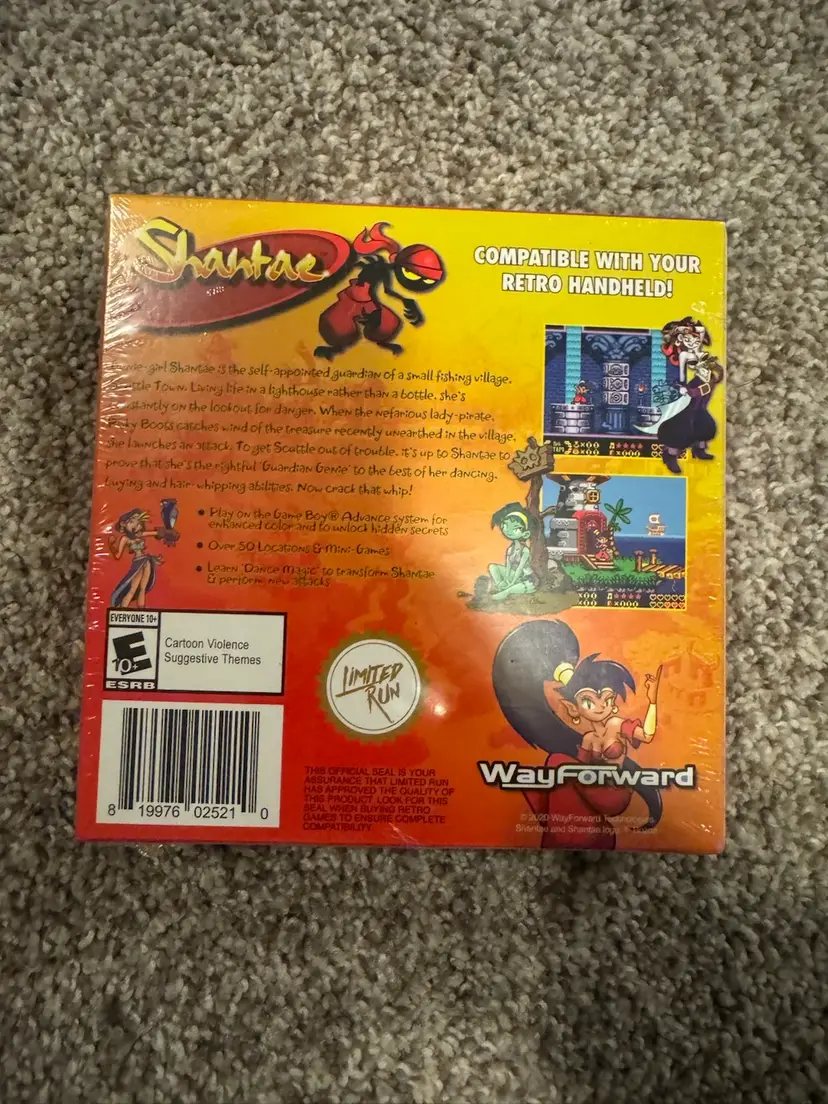 Shantae
COMPATIBLE WITH YOUR
RETRO HANDHELD!
-girl Shantae is the self-appointed guardian of a small fishing village,
Town. Living life in a lighthouse rather than a bottle, she's
on the lookout for danger. When the nefarious lady-pirate,
Boots catches wind of the treasure recently unearthed in the village,
she launches an attack. To get Scuttle out of trouble, it's up to Shantae to
prove that she's the rightful 'Guardian Genie' to the best of her dancing,
buying and hair-whipping abilities. Now crack that whip!
• Play on the Game Boy® Advance system for
enhanced color and to unlock hidden secrets
• Over 50 Locations & Mini-Games
• Learn 'Dance Magic' to transform Shantae
& perform new attacks
EVERYONE 10+
E
10+
ESRB
Cartoon Violence
Suggestive Themes
LIMITED
RUN
8 19976 02521 0
THIS OFFICIAL SEAL IS YOUR
ASSURANCE THAT LIMITED RUN
HAS APPROVED THE QUALITY OF
THIS PRODUCT. LOOK FOR THIS
SEAL WHEN BUYING RETRO
GAMES TO ENSURE COMPLETE
COMPATIBILITY.
WayForward
© 2020 WayForward Technologies.
Shantae and Shantae logo